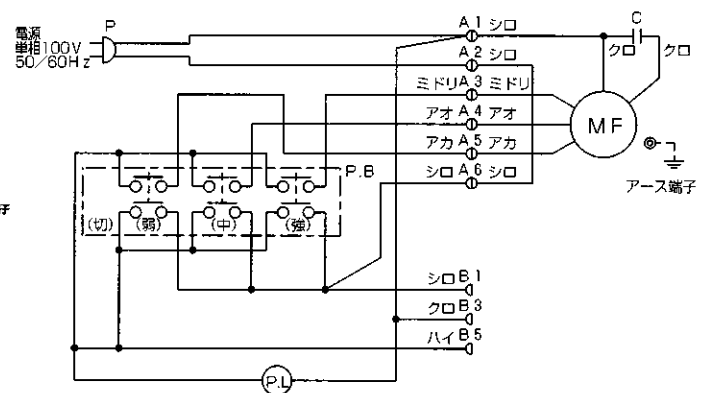 電源
単相100V
50/60Hz
P
A1 シロ
A2 シロ
ミドリ A3 ミドリ
アオ A4 アオ
アカ A5 アカ
シロ A6 シロ
C
クロ
クロ
MF
アース端子
P.B
(切)
(弱)
(中)
(強)
シロ B1
クロ B3
ハイ B5
P.L